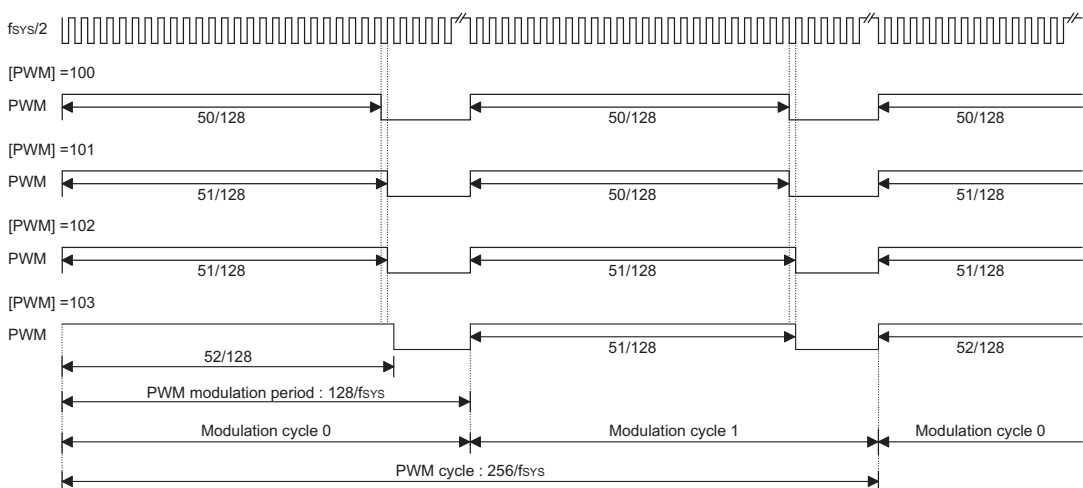 fSYS/2
[PWM] =100
PWM
50/128 50/128 50/128
[PWM] =101
PWM
51/128 50/128 51/128
[PWM] =102
PWM
51/128 51/128 51/128
[PWM] =103
PWM
52/128 51/128 52/128
PWM modulation period : 128/fSYS
Modulation cycle 0 Modulation cycle 1 Modulation cycle 0
PWM cycle : 256/fSYS